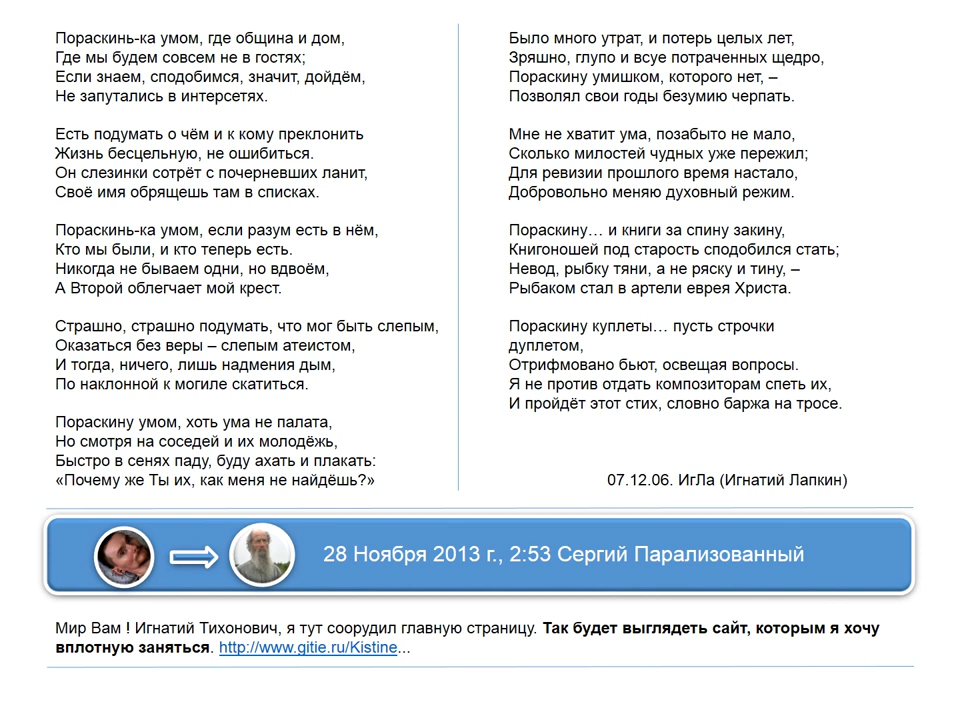 Пораскинь-ка умом, где община и дом,
Где мы будем совсем не в гостях;
Если знаем, сподобимся, значит, дойдём,
Не запутались в интерсетях.
Есть подумать о чём и к кому преклонить
Жизнь бесцельную, не ошибиться.
Он слезинки сотрёт с почерневших ланит,
Своё имя обрящешь там в списках.
Пораскинь-ка умом, если разум есть в нём,
Кто мы были, и кто теперь есть.
Никогда не бываем одни, но вдвоём,
А Второй облегчает мой крест.
Страшно, страшно подумать, что мог быть слепым,
Оказаться без веры – слепым атеистом,
И тогда, ничего, лишь надмения дым,
По наклонной к могиле скатиться.
Пораскину умом, хоть ума не палата,
Но смотря на соседей и их молодёжь,
Быстро в сенях паду, буду ахать и плакать:
«Почему же Ты их, как меня не найдёшь?»
Было много утрат, и потерь целых лет,
Зряшно, глупо и всуе потраченных щедро,
Пораскину умишком, которого нет, –
Позволял свои годы безумию черпать.
Мне не хватит ума, позабыто не мало,
Сколько милостей чудных уже пережил;
Для ревизии прошлого время настало,
Добровольно меняю духовный режим.
Пораскину… и книги за спину закину,
Книгоношей под старость сподобился стать;
Невод, рыбку тяни, а не ряску и тину, –
Рыбаком стал в артели еврея Христа.
Пораскину куплеты… пусть строчки
дуплетом,
Отрифмовано бьют, освещая вопросы.
Я не против отдать композиторам спеть их,
И пройдёт этот стих, словно баржа на тросе.
07.12.06. ИгЛа (Игнатий Лапкин)
28 Ноября 2013 г., 2:53 Сергий Парализованный
Мир Вам ! Игнатий Тихонович, я тут соорудил главную страницу. Так будет выглядеть сайт, которым я хочу
вплотную заняться. http://www.gitie.ru/Kistine...